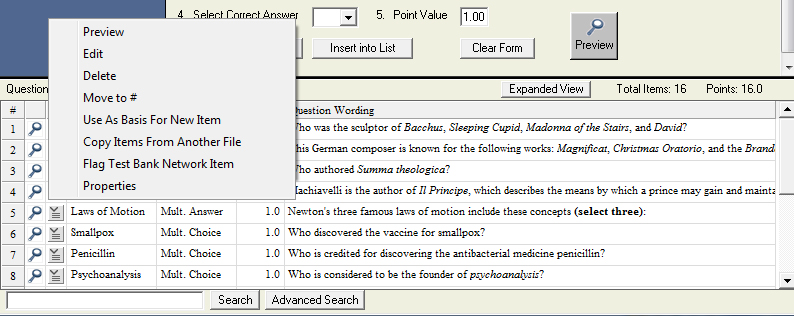 4. Select Correct Answer 5. Point Value 1.00
Insert into List Clear Form Preview
Preview
Edit
Delete
Move to #
Use As Basis For New Item
Copy Items From Another File
Flag Test Bank Network Item
Properties
Question Expanded View Total Items: 16 Points: 16.0
# Question Wording
1 Who was the sculptor of Bacchus, Sleeping Cupid, Madonna of the Stairs, and David?
2 This German composer is known for the following works: Magnificat, Christmas Oratorio, and the Brand
3 Who authored Summa theologica?
4 Machiavelli is the author of Il Principe, which describes the means by which a prince may gain and mainta
5 Laws of Motion Mult. Answer 1.0 Newton's three famous laws of motion include these concepts (select three):
6 Smallpox Mult. Choice 1.0 Who discovered the vaccine for smallpox?
7 Penicillin Mult. Choice 1.0 Who is credited for discovering the antibacterial medicine penicillin?
8 Psychoanalysis Mult. Choice 1.0 Who is considered to be the founder of psychoanalysis?
Search Advanced Search